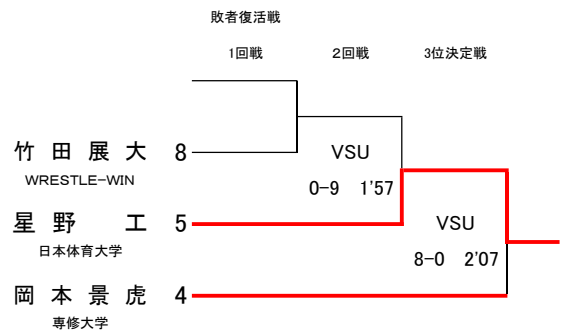 敗者復活戦
1回戦 2回戦 3位決定戦
竹田展大 8
WRESTLE-WIN
VSU
0-9 1'57
星野 工 5
日本体育大学
VSU
8-0 2'07
岡本景虎 4
専修大学